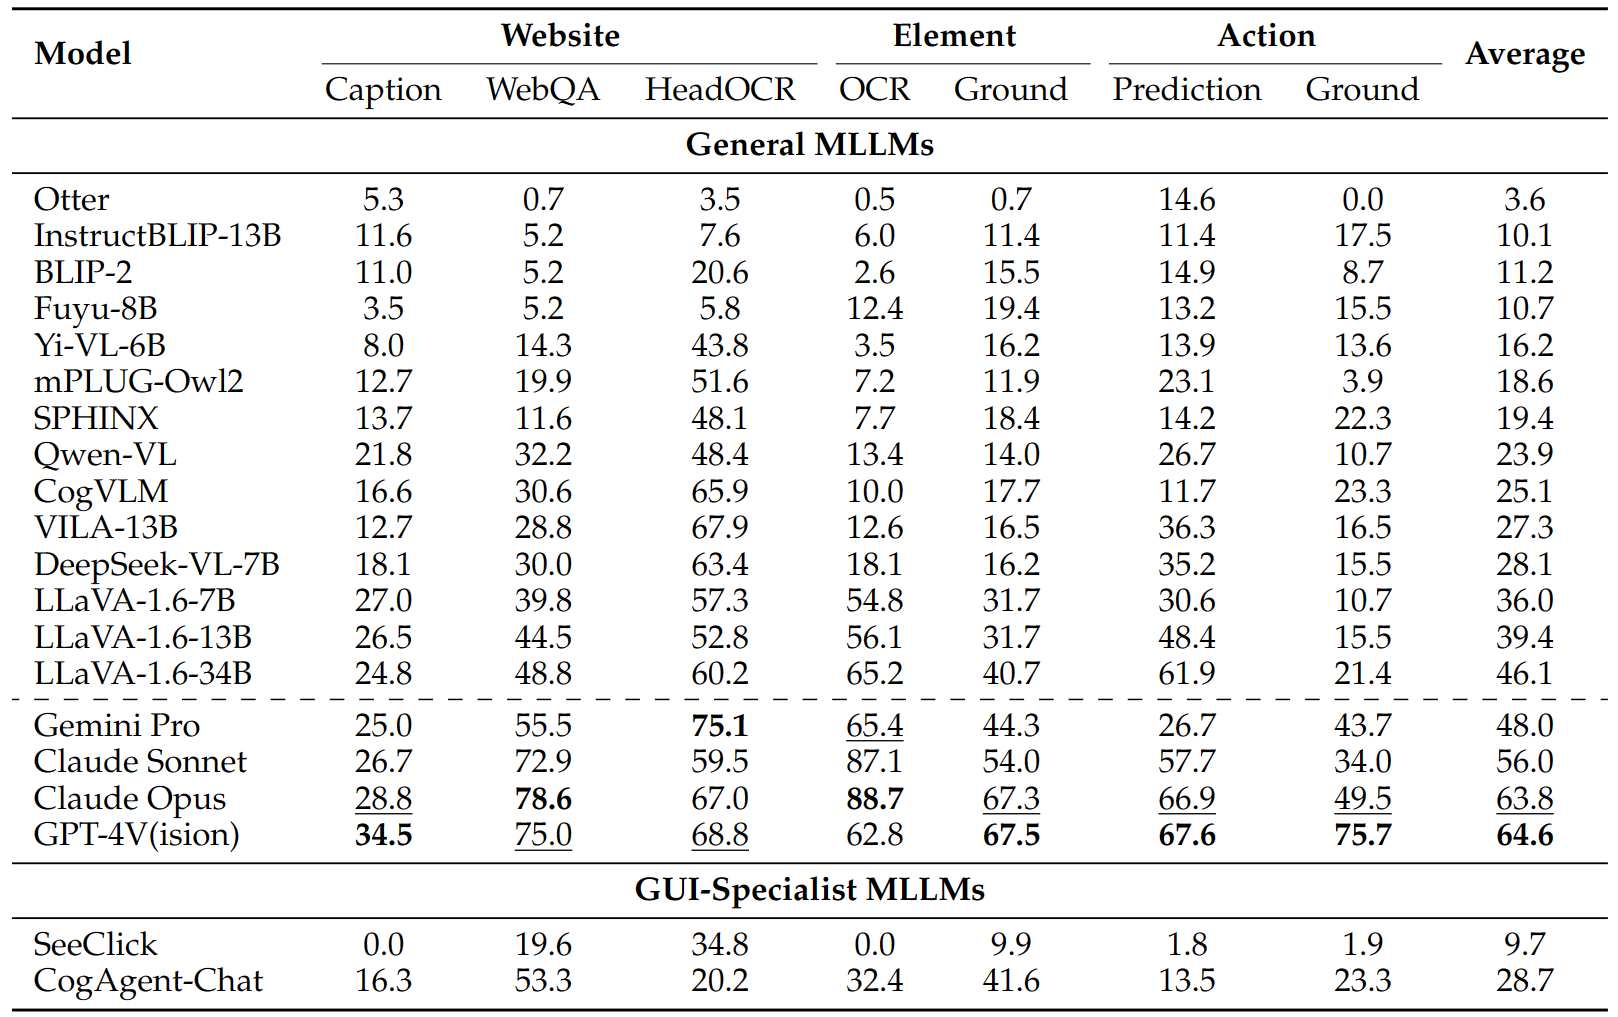 Model Website Element Action Average
Caption WebQA HeadOCR OCR Ground Prediction Ground
General MLLMs
Otter 5.3 0.7 3.5 0.5 0.7 14.6 0.0 3.6
InstructBLIP-13B 11.6 5.2 7.6 6.0 11.4 11.4 17.5 10.1
BLIP-2 11.0 5.2 20.6 2.6 15.5 14.9 8.7 11.2
Fuyu-8B 3.5 5.2 5.8 12.4 19.4 13.2 15.5 10.7
Yi-VL-6B 8.0 14.3 43.8 3.5 16.2 13.9 13.6 16.2
mPLUG-Owl2 12.7 19.9 51.6 7.2 11.9 23.1 3.9 18.6
SPHINX 13.7 11.6 48.1 7.7 18.4 14.2 22.3 19.4
Qwen-VL 21.8 32.2 48.4 13.4 14.0 26.7 10.7 23.9
CogVLM 16.6 30.6 65.9 10.0 17.7 11.7 23.3 25.1
VILA-13B 12.7 28.8 67.9 12.6 16.5 36.3 16.5 27.3
DeepSeek-VL-7B 18.1 30.0 63.4 18.1 16.2 35.2 15.5 28.1
LLaVA-1.6-7B 27.0 39.8 57.3 54.8 31.7 30.6 10.7 36.0
LLaVA-1.6-13B 26.5 44.5 52.8 56.1 31.7 48.4 15.5 39.4
LLaVA-1.6-34B 24.8 48.8 60.2 65.2 40.7 61.9 21.4 46.1
Gemini Pro 25.0 55.5 75.1 65.4 44.3 26.7 43.7 48.0
Claude Sonnet 26.7 72.9 59.5 87.1 54.0 57.7 34.0 56.0
Claude Opus 28.8 78.6 67.0 88.7 67.3 66.9 49.5 63.8
GPT-4V(ision) 34.5 75.0 68.8 62.8 67.5 67.6 75.7 64.6
GUI-Specialist MLLMs
SeeClick 0.0 19.6 34.8 0.0 9.9 1.8 1.9 9.7
CogAgent-Chat 16.3 53.3 20.2 32.4 41.6 13.5 23.3 28.7